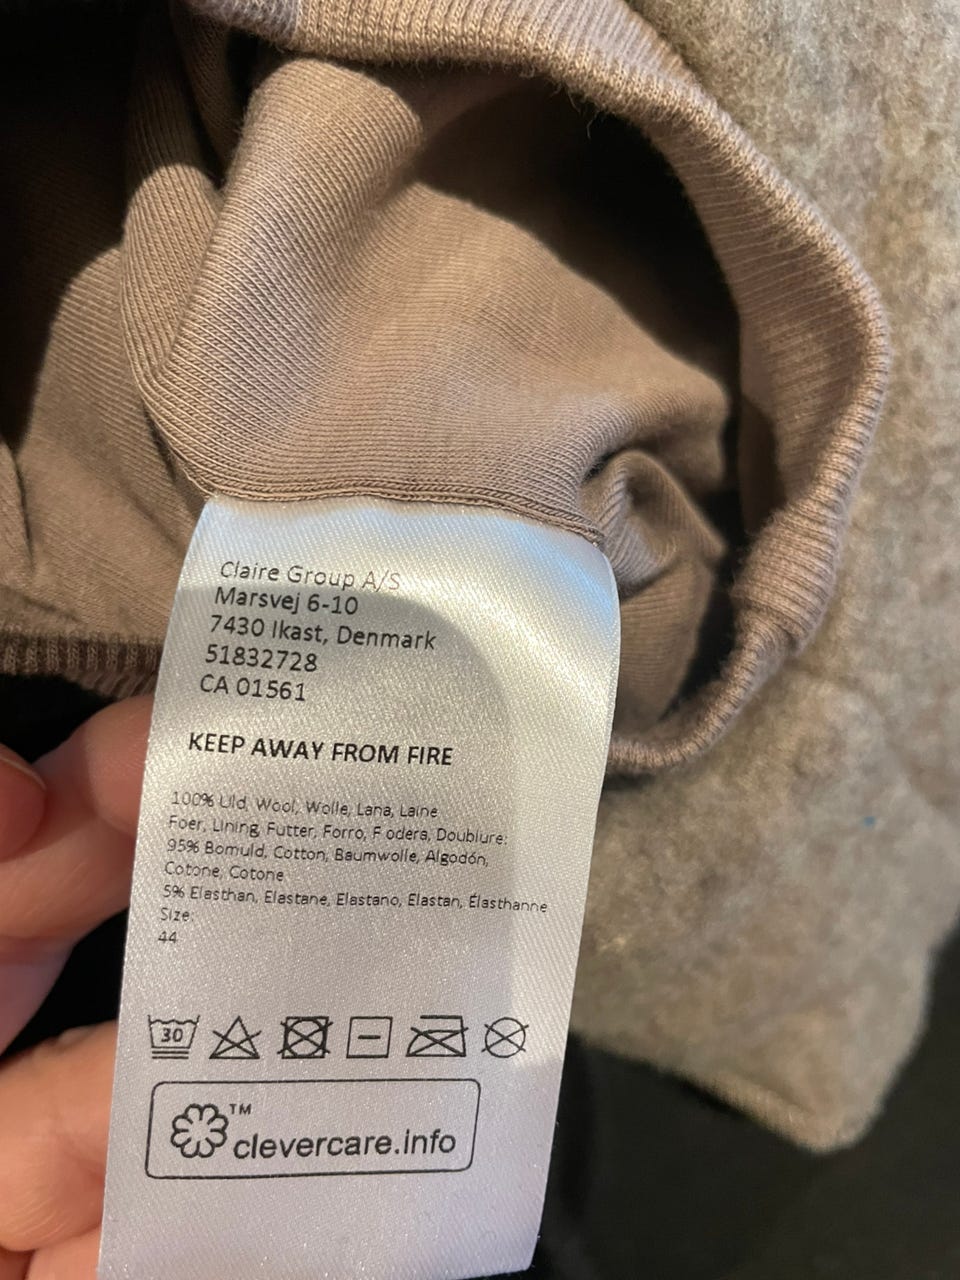 Claire Group A/S
Marsvej 6-10
7430 Ikast, Denmark
51832728
CA 01561
KEEP AWAY FROM FIRE
100% Uld, Wool, Wolle, Lana, Laine
Foer, Lining, Futter, Forro, F odera, Doublure:
95% Bomuld, Cotton, Baumwolle, Algodón,
Cotone, Cotone
5% Elasthan, Elastane, Elastano, Elastan, Élasthanne
Size:
44
30
TM
clevercare.info